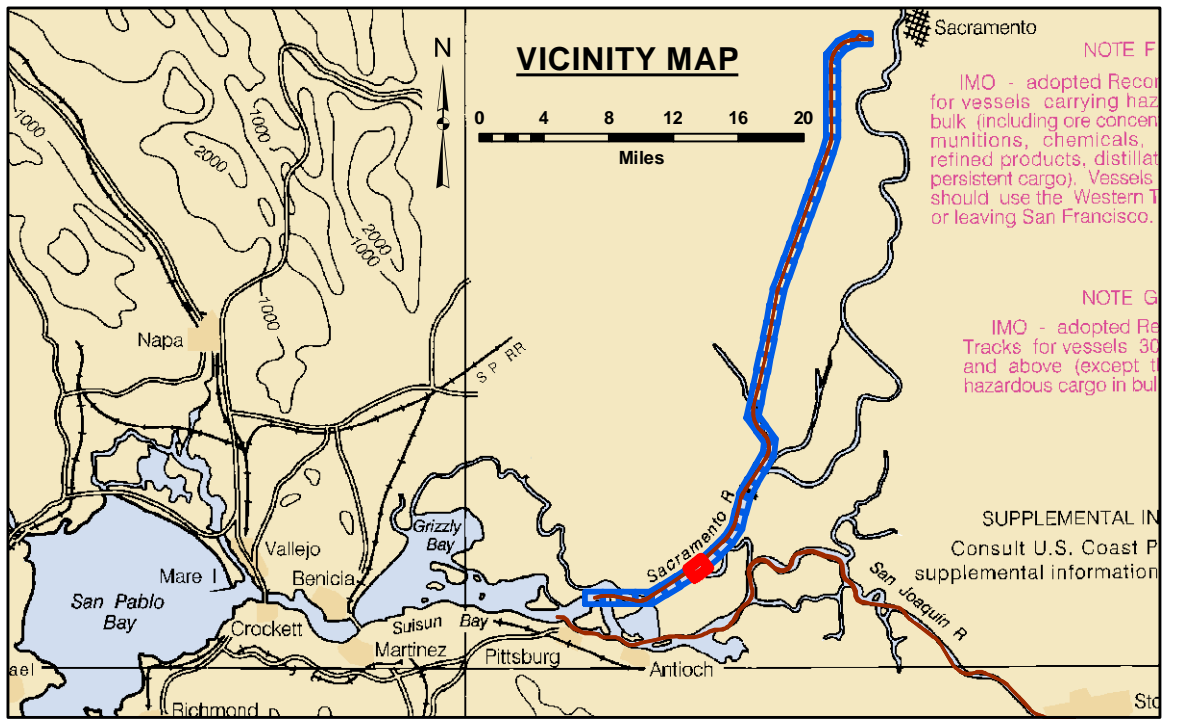 Sacramento
N
VICINITY MAP
0 4 8 12 16 20
Miles
NOTE F
IMO - adopted Recor
for vessels carrying haz
bulk (including ore concen
munitions, chemicals,
refined products, distillat
persistent cargo). Vessels
should use the Western T
or leaving San Francisco.
1000
1000
2000
2000
1000
1000
NOTE G
IMO - adopted Re
Tracks for vessels 30
and above (except t
hazardous cargo in bul
Napa
S P RR
Sacramento R
Grizzly
Bay
SUPPLEMENTAL IN
Consult U.S. Coast P
supplemental information
Vallejo
Mare I
Benicia
San Pablo
Bay
Crockett
Suisun Bay
Martinez
Pittsburg
Antioch
San Joaquin R
ael
Richmond
Sto